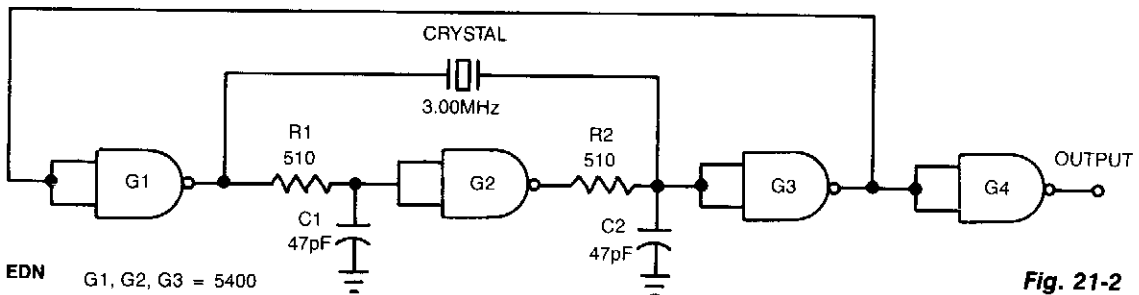 CRYSTAL
3.00MHz
R1
510
R2
510
G1
G2
G3
G4
OUTPUT
C1
47pF
C2
47pF
EDN
G1, G2, G3 = 5400
Fig. 21-2